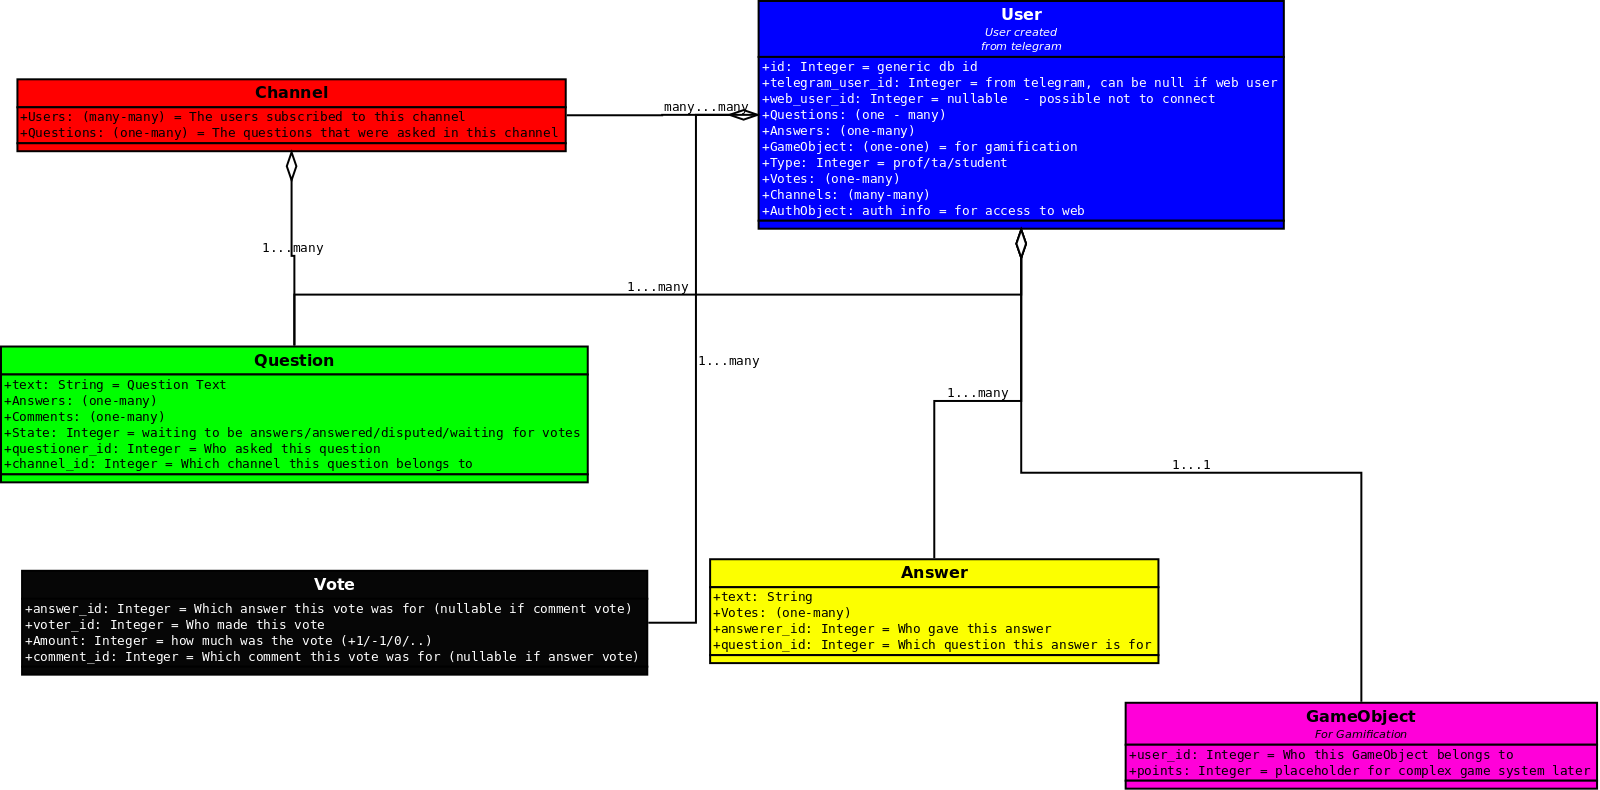 User
User created
from telegram
+id: Integer = generic db id
+telegram_user_id: Integer = from telegram, can be null if web user
+web_user_id: Integer = nullable  - possible not to connect
+Questions: (one - many)
+Answers: (one-many)
+GameObject: (one-one) = for gamification
+Type: Integer = prof/ta/student
+Votes: (one-many)
+Channels: (many-many)
+AuthObject: auth info = for access to web
Channel
+Users: (many-many) = The users subscribed to this channel
+Questions: (one-many) = The questions that were asked in this channel
many...many
1...many
1...many
1...many
1...many
1...1
Question
+text: String = Question Text
+Answers: (one-many)
+Comments: (one-many)
+State: Integer = waiting to be answers/answered/disputed/waiting for votes
+questioner_id: Integer = Who asked this question
+channel_id: Integer = Which channel this question belongs to
Vote
+answer_id: Integer = Which answer this vote was for (nullable if comment vote)
+voter_id: Integer = Who made this vote
+Amount: Integer = how much was the vote (+1/-1/0/..)
+comment_id: Integer = Which comment this vote was for (nullable if answer vote)
Answer
+text: String
+Votes: (one-many)
+answerer_id: Integer = Who gave this answer
+question_id: Integer = Which question this answer is for
GameObject
For Gamification
+user_id: Integer = Who this GameObject belongs to
+points: Integer = placeholder for complex game system later